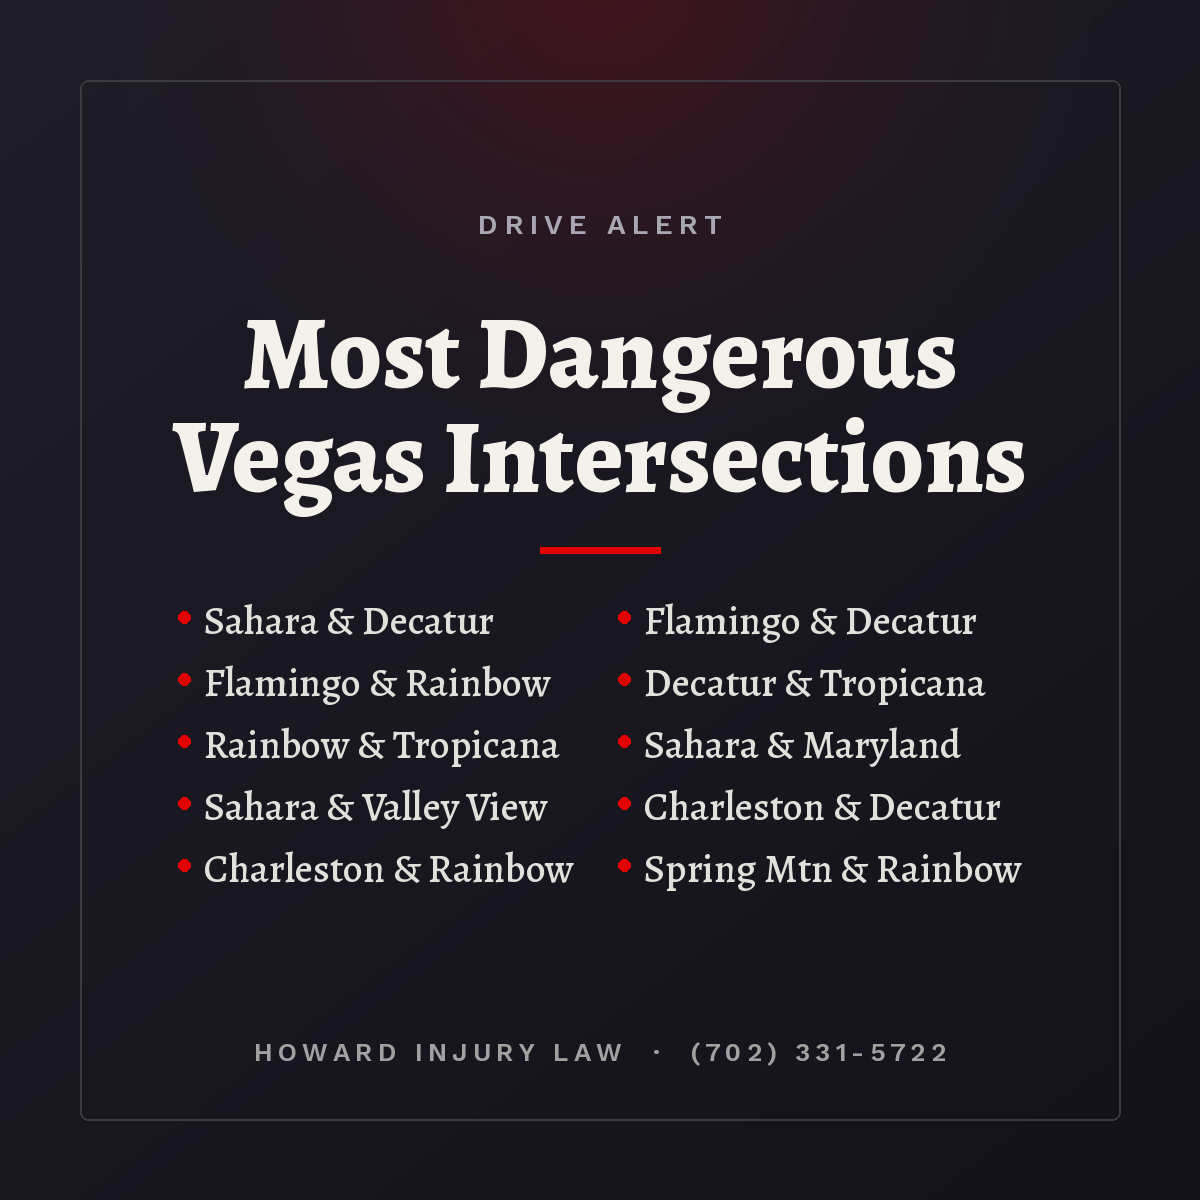 DRIVE ALERT
Most Dangerous
Vegas Intersections
• Sahara & Decatur
• Flamingo & Rainbow
• Rainbow & Tropicana
• Sahara & Valley View
• Charleston & Rainbow
• Flamingo & Decatur
• Decatur & Tropicana
• Sahara & Maryland
• Charleston & Decatur
• Spring Mtn & Rainbow
HOWARD INJURY LAW · (702) 331-5722